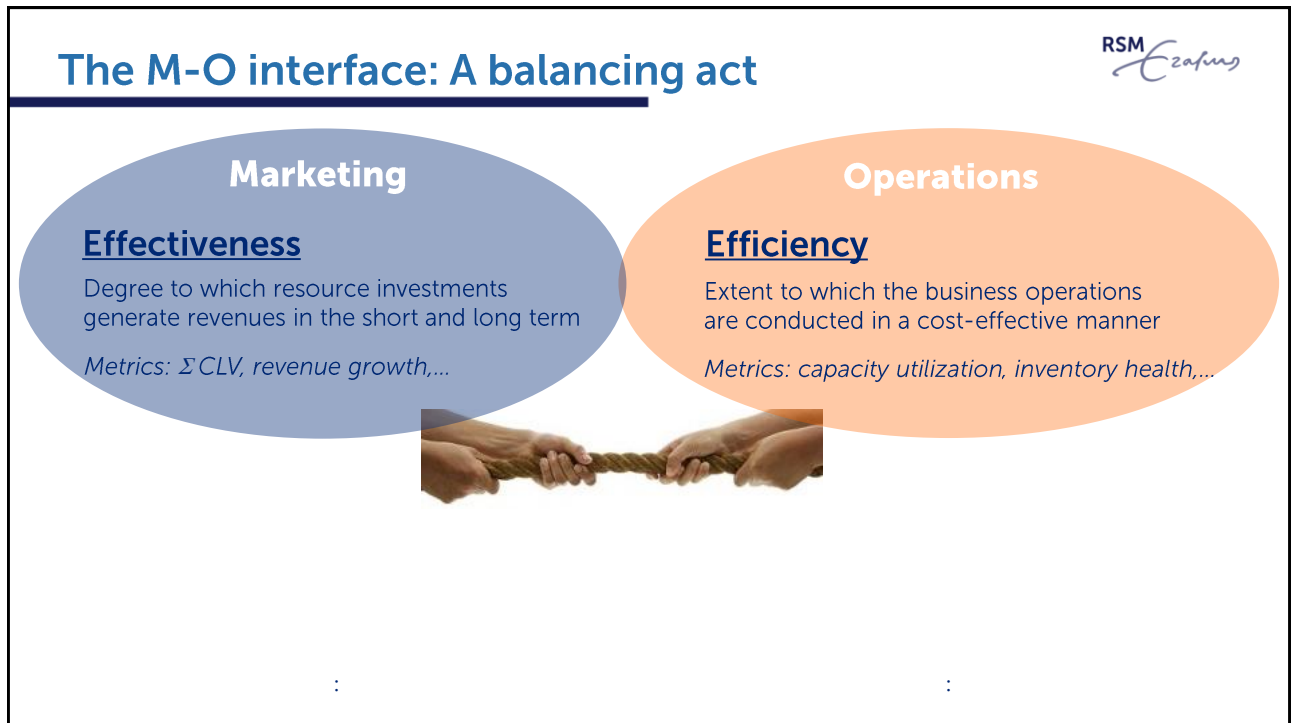 The M-O interface: A balancing act
RSM
Erasmus
Marketing
Effectiveness
Degree to which resource investments
generate revenues in the short and long term
Metrics: Σ CLV, revenue growth,...
Operations
Efficiency
Extent to which the business operations
are conducted in a cost-effective manner
Metrics: capacity utilization, inventory health,...
:
: